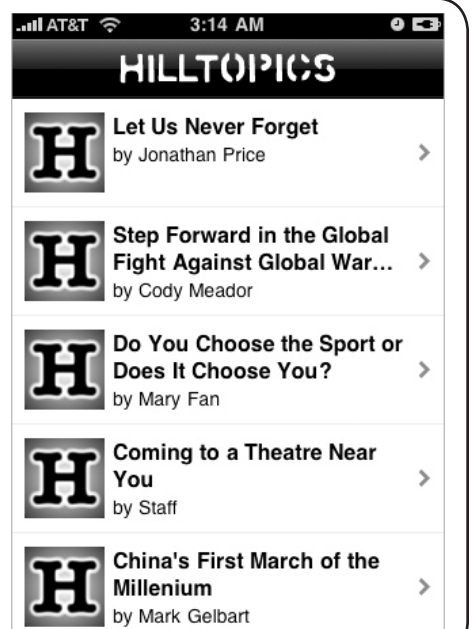 AT&T 3:14 AM
HILLTOPICS
H
Let Us Never Forget
by Jonathan Price
H
Step Forward in the Global
Fight Against Global War...
by Cody Meador
H
Do You Choose the Sport or
Does It Choose You?
by Mary Fan
H
Coming to a Theatre Near
You
by Staff
H
China's First March of the
Millenium
by Mark Gelbart